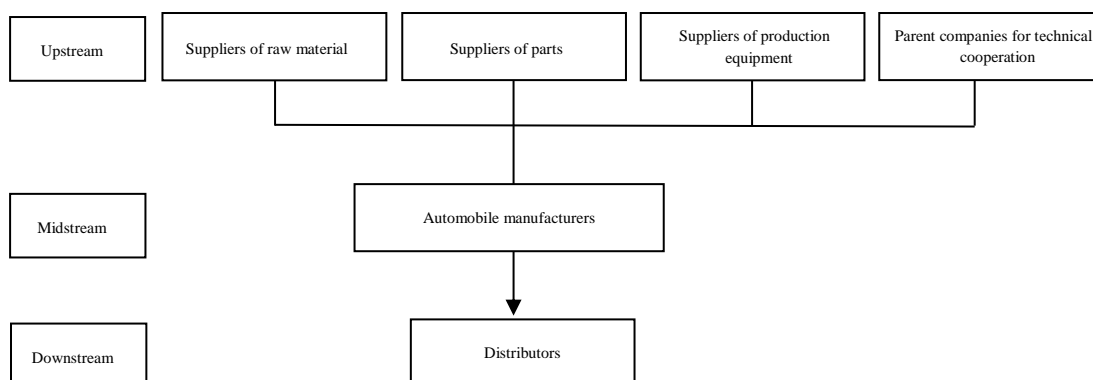 Upstream
Suppliers of raw material
Suppliers of parts
Suppliers of production
equipment
Parent companies for technical
cooperation
Midstream
Automobile manufacturers
Downstream
Distributors